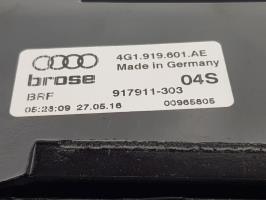 4G1.919.601.AE
Made in Germany
brose 04S
BRF 917911-303
05:28:09 27.05.16 00965805